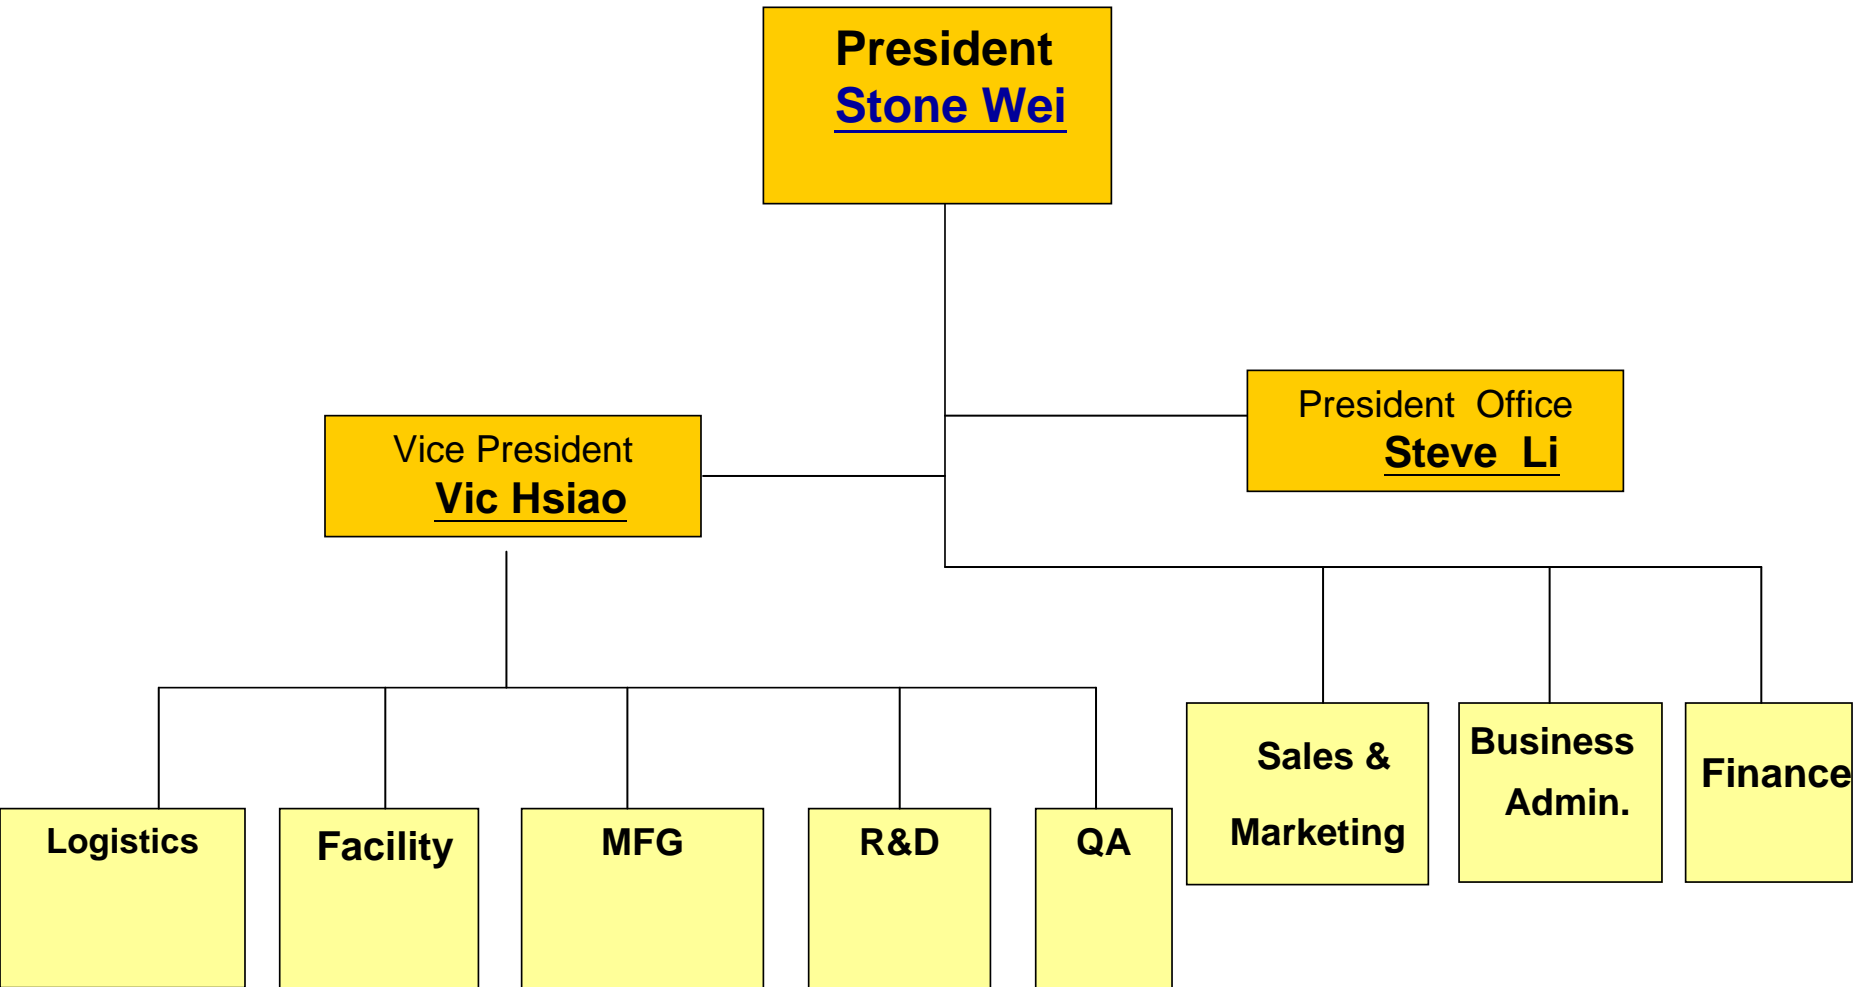 President
Stone Wei
President Office
Steve Li
Vice President
Vic Hsiao
Sales &
Marketing
Business
Admin.
Finance
Logistics
Facility
MFG
R&D
QA